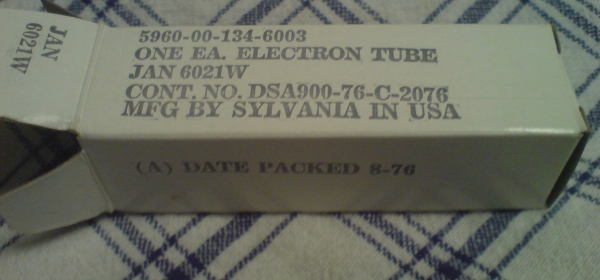 JAN
6021W
5960-00-134-6003
ONE EA. ELECTRON TUBE
JAN 6021W
CONT. NO. DSA900-76-C-2076
MFG BY SYLVANIA IN USA
(A) DATE PACKED 8-76